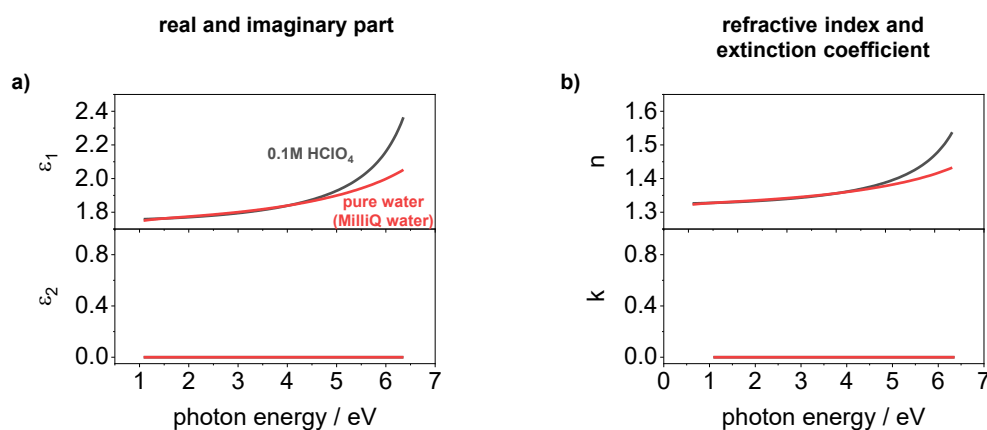 real and imaginary part
refractive index and
extinction coefficient
a)
2.4
2.2
2.0
1.8
ε₁
0.1M HClO₄
pure water
(MilliQ water)
0.8
0.4
0.0
ε₂
1 2 3 4 5 6 7
photon energy / eV
b)
1.6
1.5
1.4
1.3
n
0.8
0.4
0.0
k
0 1 2 3 4 5 6 7
photon energy / eV